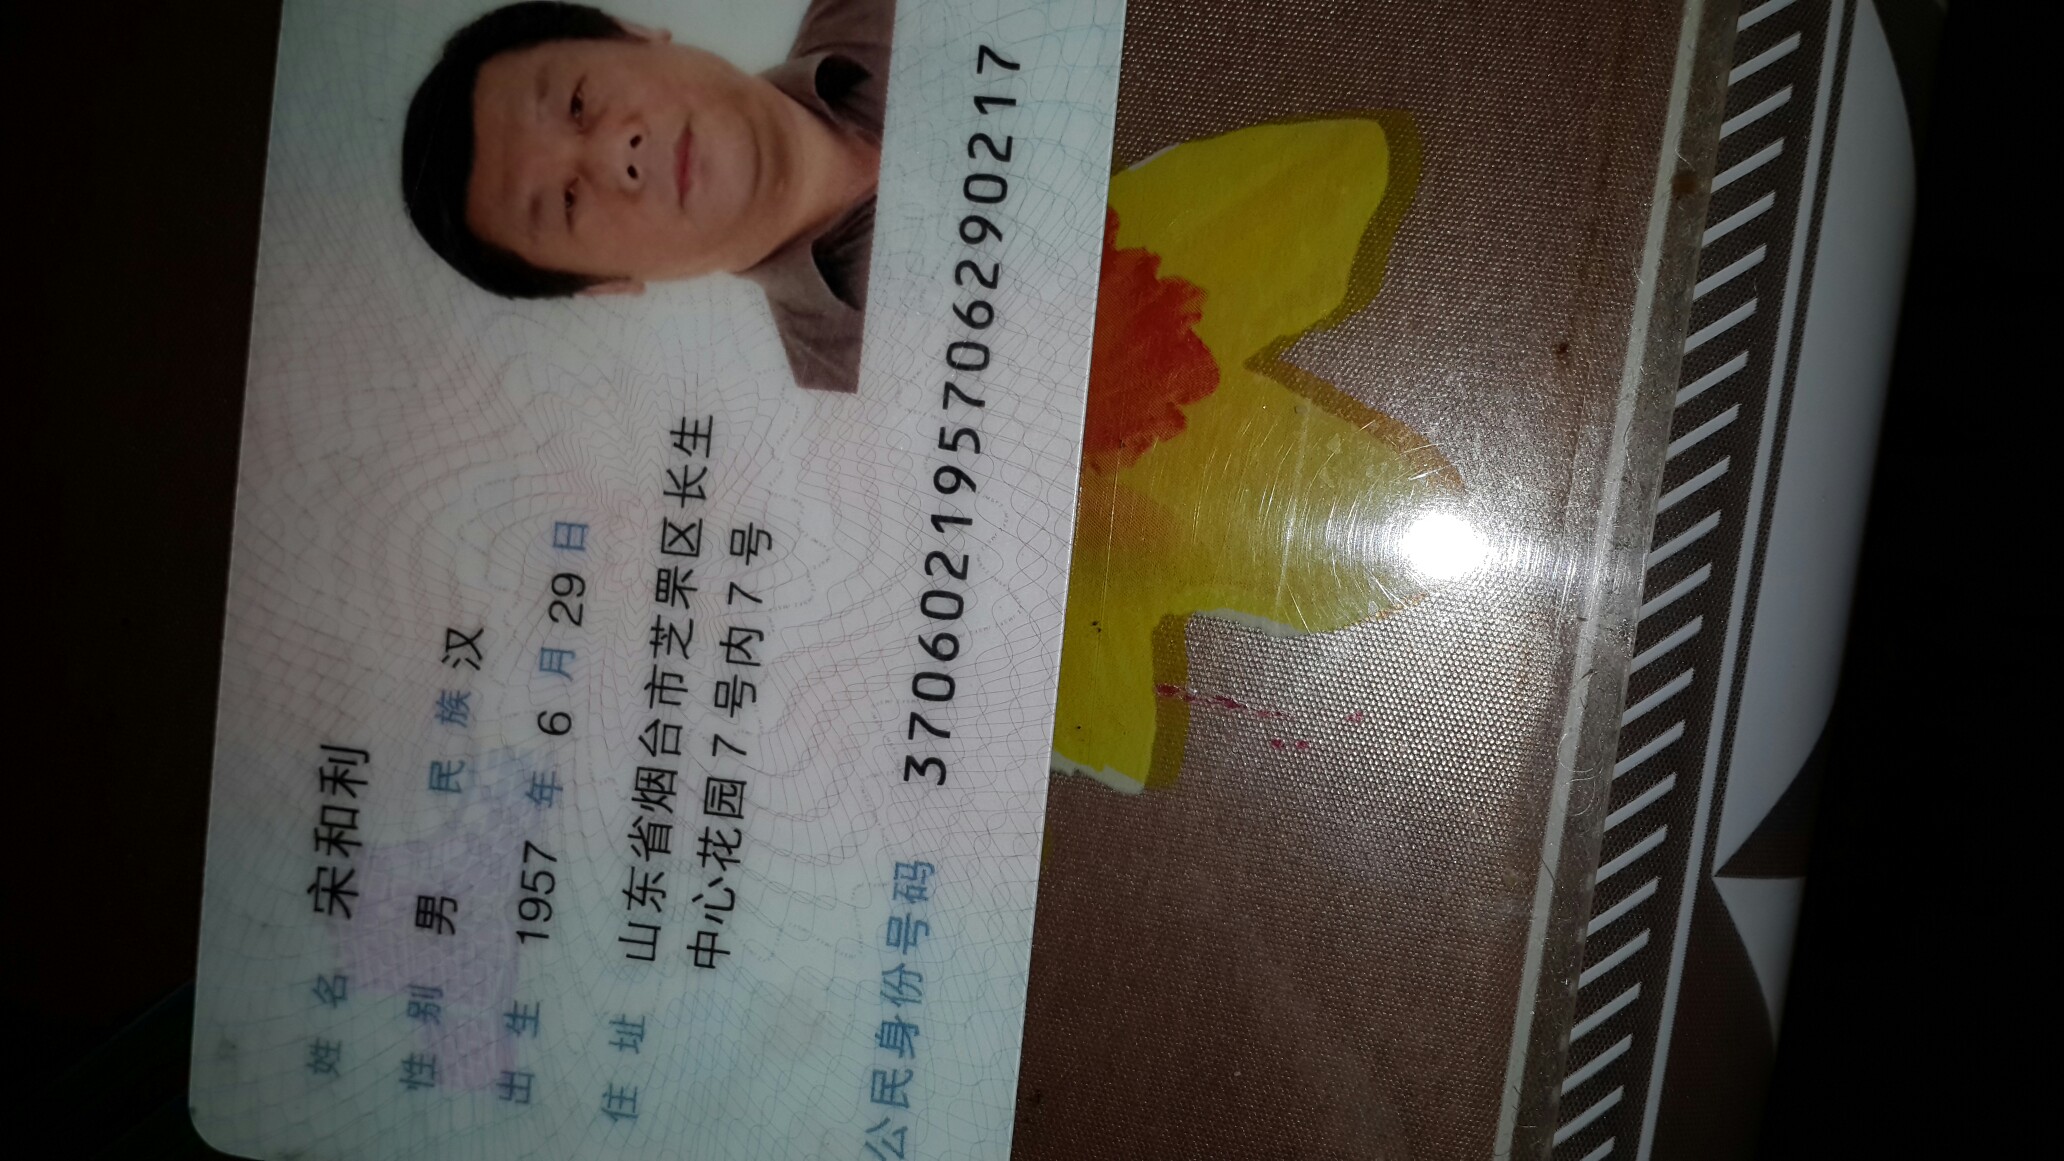 姓名 宋和利
性别 男 民族 汉
出生 1957 年 6 月 29 日
住址 山东省烟台市芝罘区长生
中心花园7号内7号
公民身份号码 370602195706290217